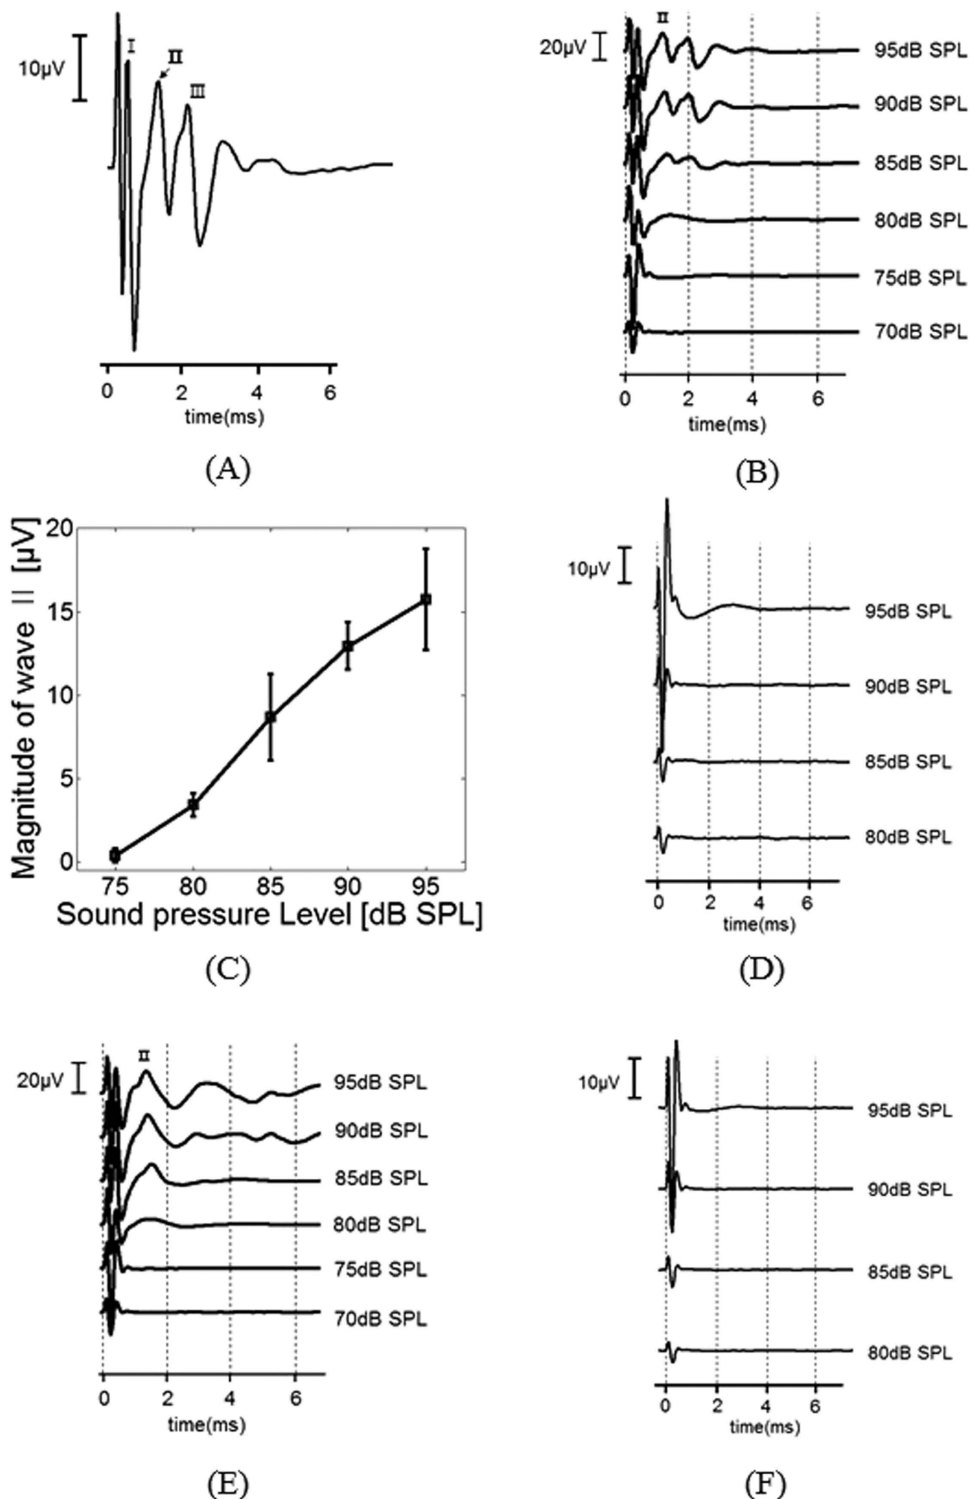 10μV
I
II
III
0 2 4 6
time(ms)
(A)
II
20μV
95dB SPL
90dB SPL
85dB SPL
80dB SPL
75dB SPL
70dB SPL
0 2 4 6
time(ms)
(B)
Magnitude of wave II [μV]
20
15
10
5
0
75 80 85 90 95
Sound pressure Level [dB SPL]
(C)
10μV
95dB SPL
90dB SPL
85dB SPL
80dB SPL
0 2 4 6
time(ms)
(D)
II
20μV
95dB SPL
90dB SPL
85dB SPL
80dB SPL
75dB SPL
70dB SPL
0 2 4 6
time(ms)
(E)
10μV
95dB SPL
90dB SPL
85dB SPL
80dB SPL
0 2 4 6
time(ms)
(F)